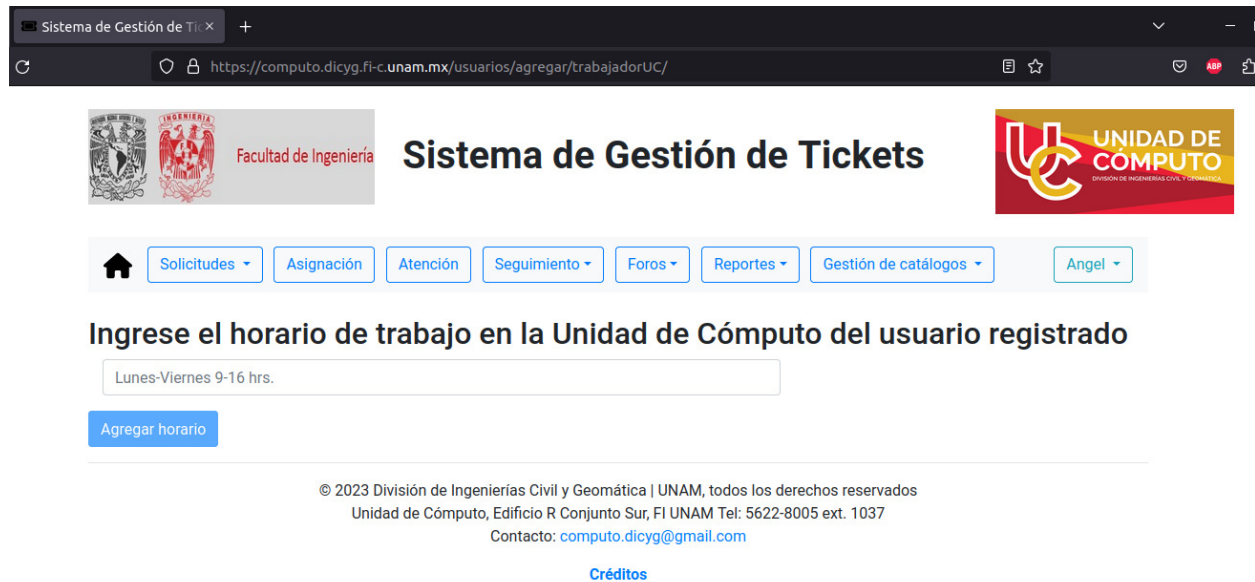 Sistema de Gestión de Tic
https://computo.dicyg.fi-c.unam.mx/usuarios/agregar/trabajadorUC/
ABP
INGENIERIA
Facultad de Ingeniería
Sistema de Gestión de Tickets
UC
UNIDAD DE
CÓMPUTO
DIVISIÓN DE INGENIERÍAS CIVIL Y GEOMÁTICA
Solicitudes
Asignación
Atención
Seguimiento
Foros
Reportes
Gestión de catálogos
Angel
Ingrese el horario de trabajo en la Unidad de Cómputo del usuario registrado
Lunes-Viernes 9-16 hrs.
Agregar horario
© 2023 División de Ingenierías Civil y Geomática | UNAM, todos los derechos reservados
Unidad de Cómputo, Edificio R Conjunto Sur, FI UNAM Tel: 5622-8005 ext. 1037
Contacto: computo.dicyg@gmail.com
Créditos